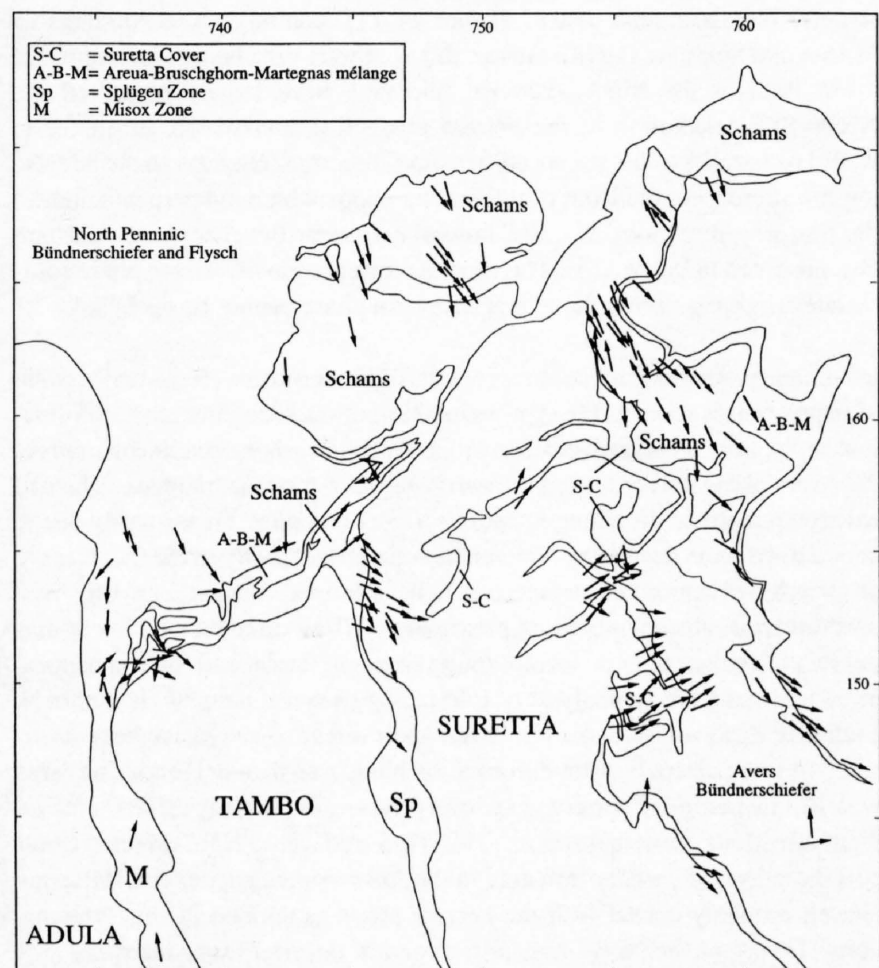 740
750
760
S-C = Suretta Cover
A-B-M = Areua-Bruschghorn-Martegnas mélange
Sp = Splügen Zone
M = Misox Zone
Schams
Schams
North Penninic
Bündnerschiefer and Flysch
Schams
A-B-M
160
Schams
S-C
Schams
A-B-M
S-C
150
S-C
SURETTA
Avers
Bündnerschiefer
TAMBO
Sp
M
ADULA